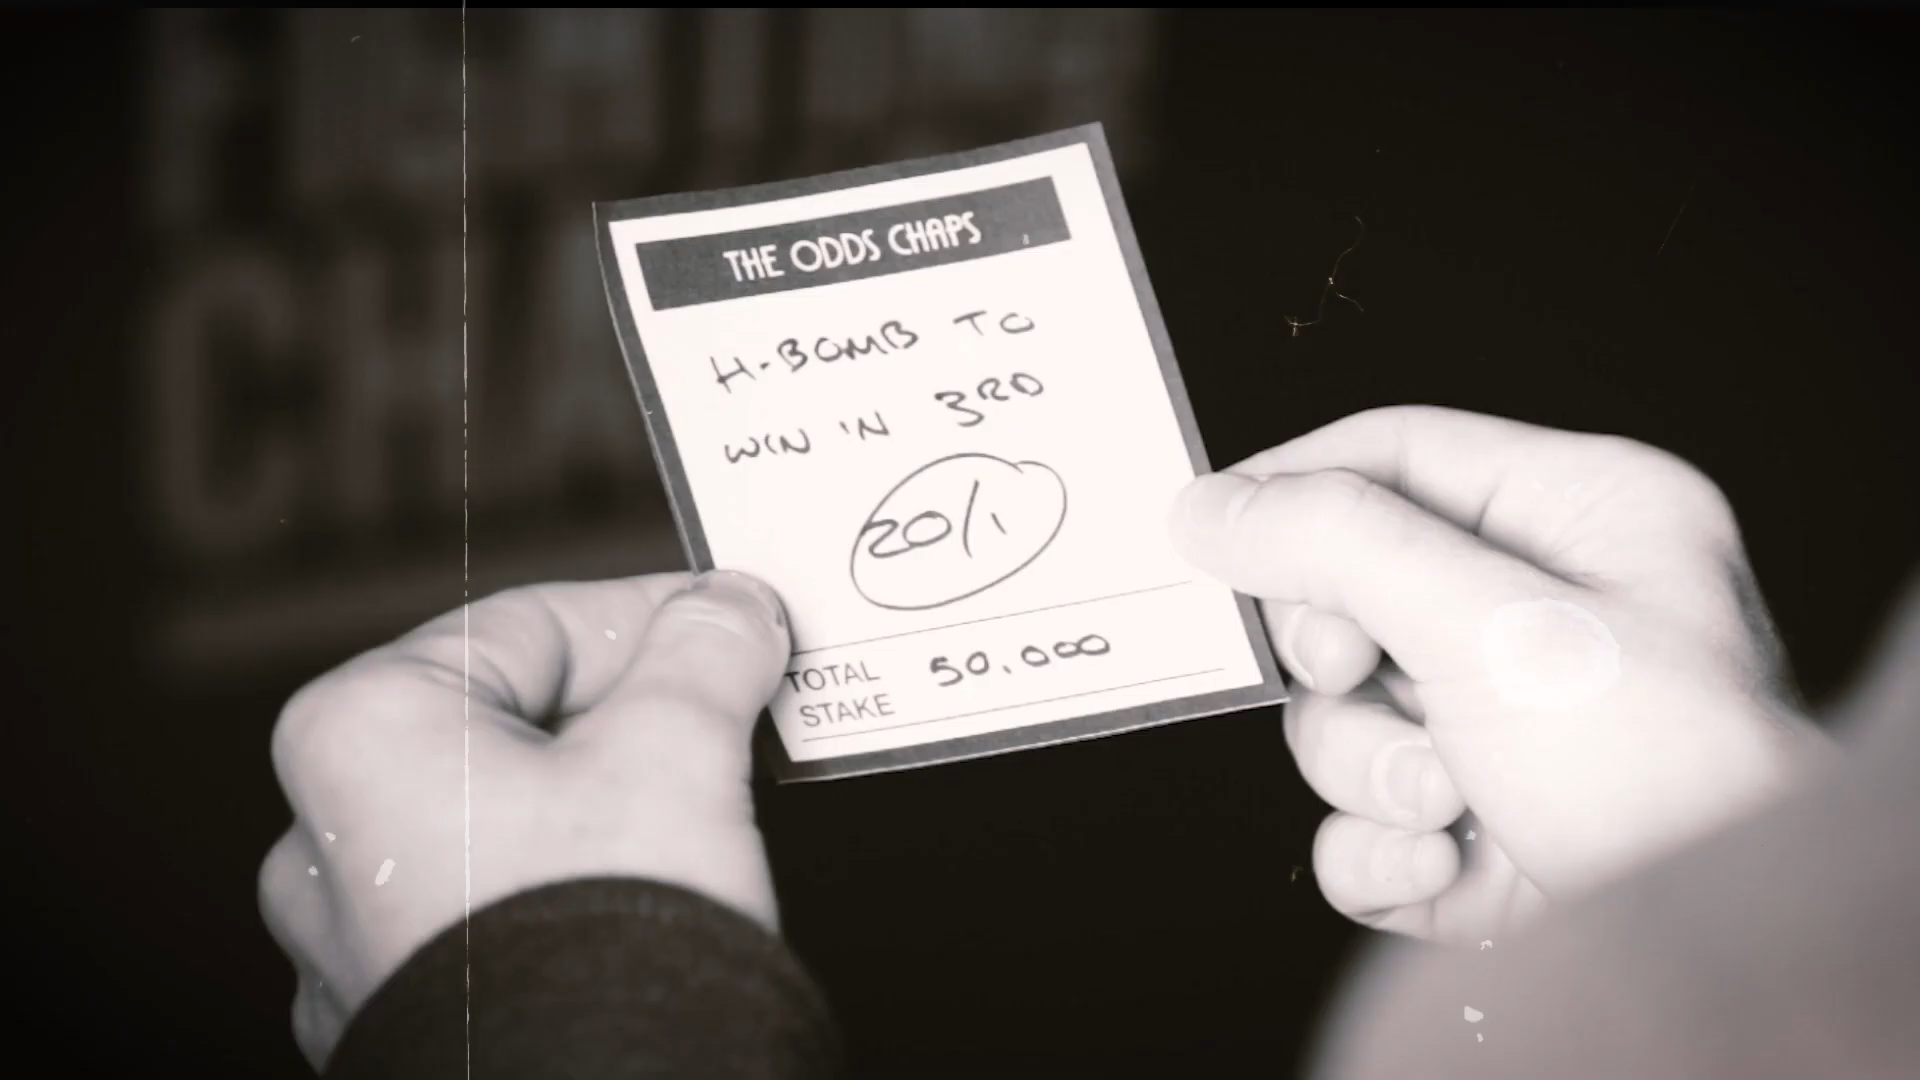 THE ODDS CHAPS
H-BOMB TO
WIN IN 3RD
20/1
TOTAL STAKE 50.000